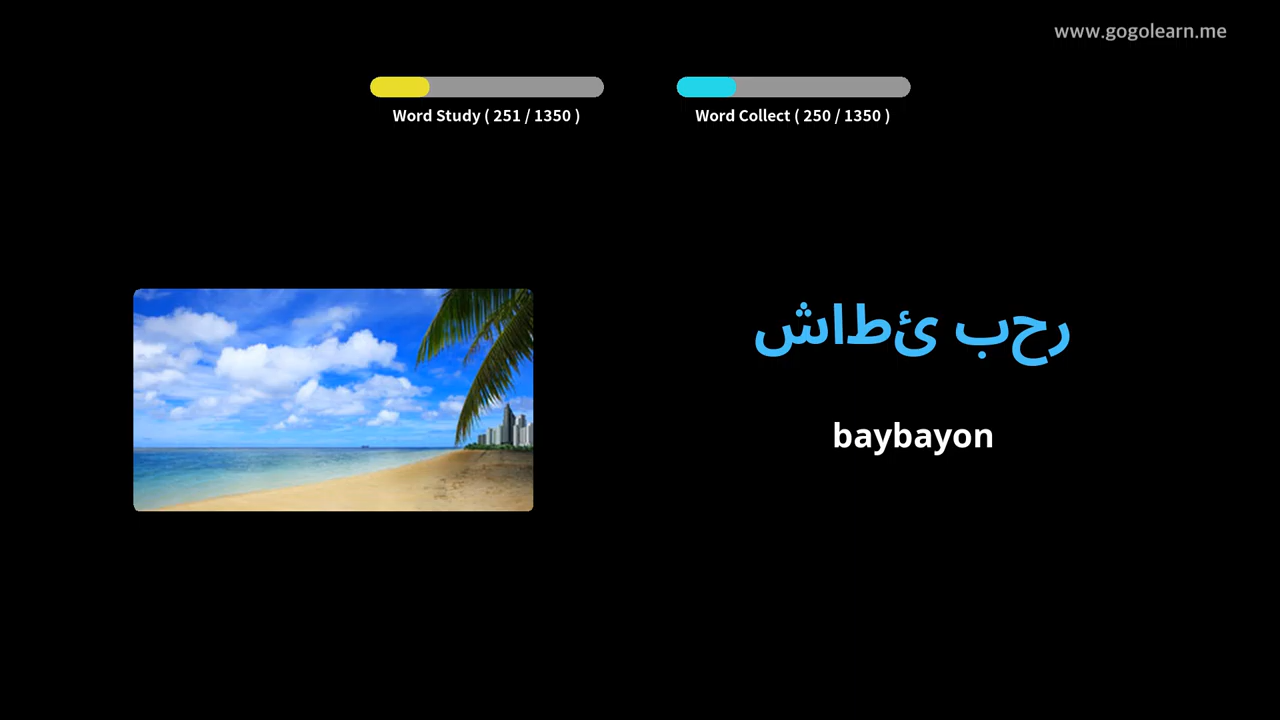 www.gogolearn.me
Word Study ( 251 / 1350 )
Word Collect ( 250 / 1350 )
رحب ئطاش
baybayon